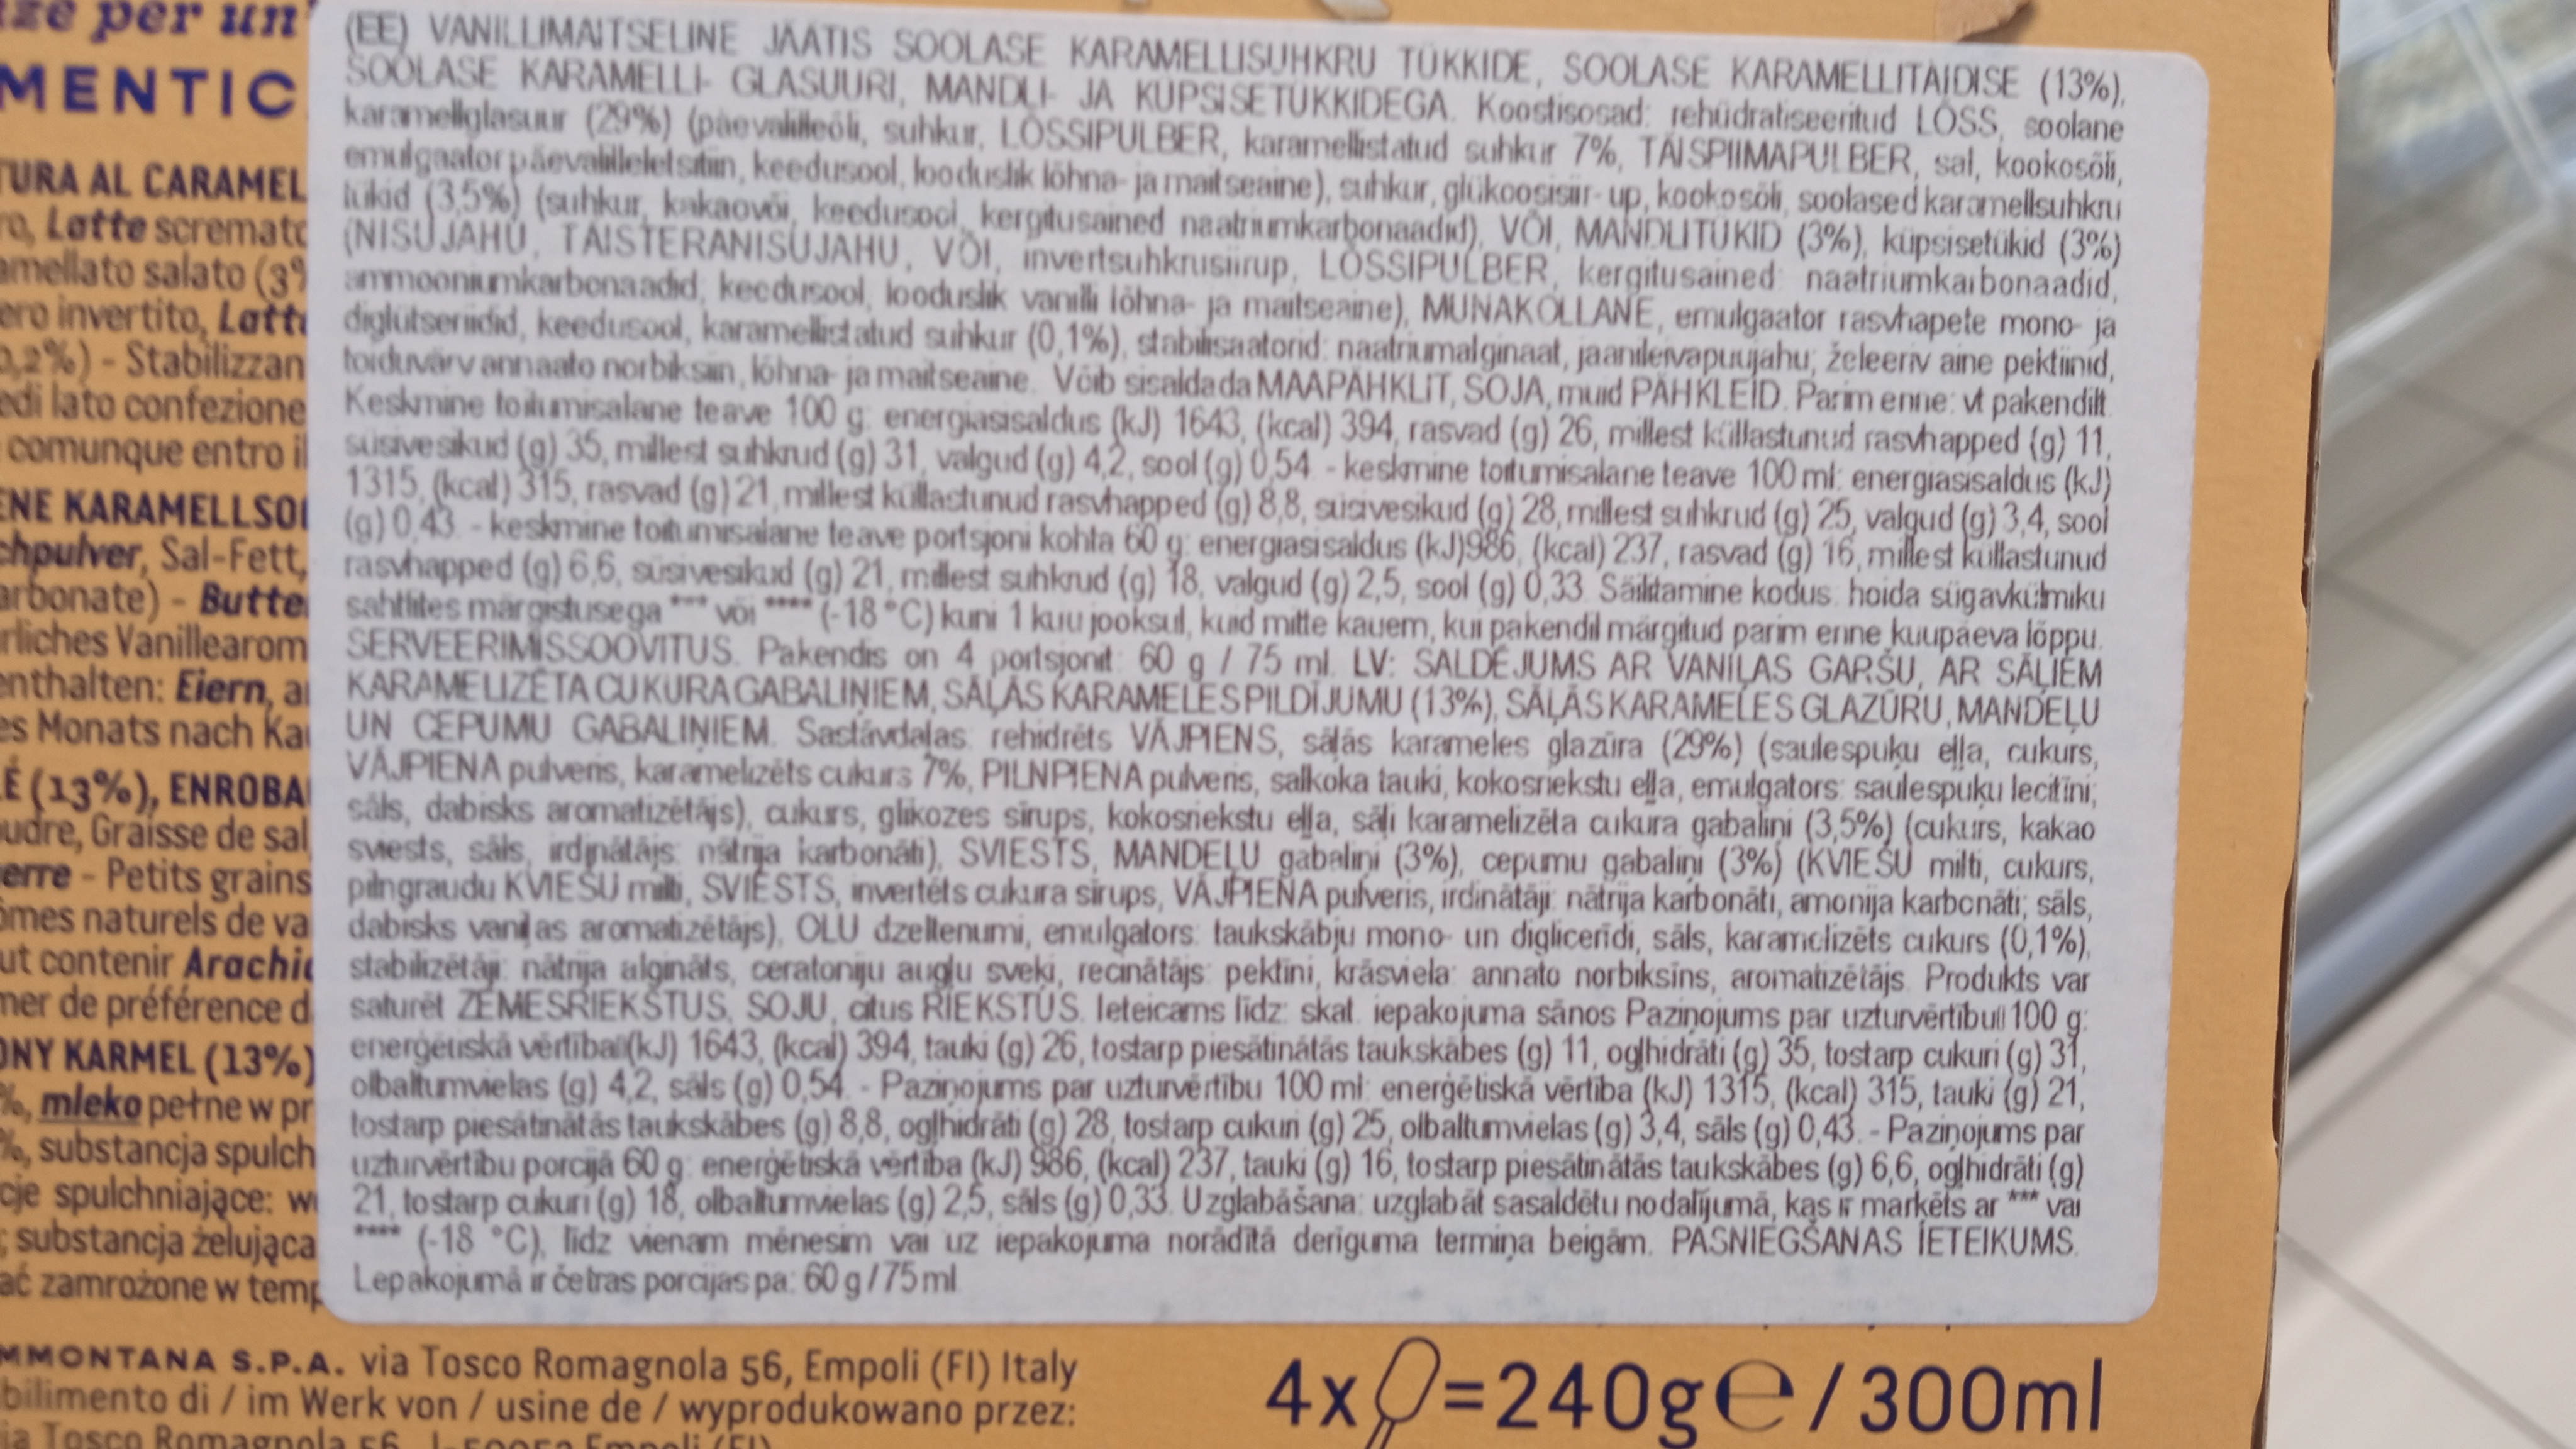 ze per un'
MENTIC
TURA AL CARAMEL
ro, Latte scremato
amellato salato (3%
ero invertito, Latte
0,2%) - Stabilizzan
edi lato confezione
comunque entro il
ENE KARAMELLSO
chpulver, Sal-Fett,
arbonate) - Butter
rliches Vanillearom
enthalten: Eiern, a
es Monats nach Ka
É (13%), ENROBA
oudre, Graisse de sal
erre - Petits grains
ômes naturels de va
ut contenir Arachi
mer de préférence d
ONY KARMEL (13%)
%, mleko pełne w pr
%, substancja spulch
cje spulchniające: w
; substancja żelująca
ać zamrożone w temp
(EE) VANILLIMAITSELINE JÄÄTIS SOOLASE KARAMELLISUHKRU TÜKKIDE, SOOLASE KARAMELLITÄIDISE (13%),
SOOLASE KARAMELLI- GLASUURI, MANDLI- JA KÜPSISETÜKKIDEGA. Koostisosad: rehüdratiseeritud LÕSS, soolane
karamellglasuur (29%) (päevalilleõli, suhkur, LÕSSIPULBER, karamellistatud suhkur 7%, TÄISPIIMAPULBER, sal, kookosõli,
emulgaator päevalilleletsitiin, keedusool, looduslik lõhna- ja maitseaine), suhkur, glükoosisiir- up, kookosõli, soolased karamellsuhkru
tükid (3,5%) (suhkur, kakaovõi, keedusool, kergitusained naatriumkarbonaadid), VÕI, MANDLITÜKID (3%), küpsisetükid (3%)
(NISUJAHU, TÄISTERANISUJAHU, VÕI, invertsuhkrusiirup, LÕSSIPULBER, kergitusained: naatriumkarbonaadid,
ammooniumkarbonaadid; keedusool, looduslik vanilli lõhna- ja maitseaine), MUNAKOLLANE, emulgaator rasvhapete mono- ja
diglütseriidid, keedusool, karamellistatud suhkur (0,1%), stabilisaatorid: naatriumalginaat, jaanileivapuujahu; želeeriv aine pektiinid,
toiduvärv annaato norbiksiin, lõhna- ja maitseaine. Võib sisaldada MAAPÄHKLIT, SOJA, muid PÄHKLEID. Parim enne: vt pakendilt.
Keskmine toitumisalane teave 100 g: energiasisaldus (kJ) 1643, (kcal) 394, rasvad (g) 26, millest küllastunud rasvhapped (g) 11,
süsivesikud (g) 35, millest suhkrud (g) 31, valgud (g) 4,2, sool (g) 0,54. - keskmine toitumisalane teave 100 ml: energiasisaldus (kJ)
1315, (kcal) 315, rasvad (g) 21, millest küllastunud rasvhapped (g) 8,8, süsivesikud (g) 28, millest suhkrud (g) 25, valgud (g) 3,4, sool
(g) 0,43. - keskmine toitumisalane teave portsjoni kohta 60 g: energiasisaldus (kJ)986, (kcal) 237, rasvad (g) 16, millest küllastunud
rasvhapped (g) 6,6, süsivesikud (g) 21, millest suhkrud (g) 18, valgud (g) 2,5, sool (g) 0,33. Säilitamine kodus: hoida sügavkülmiku
sahtlites märgistusega *** või **** (-18 °C) kuni 1 kuu jooksul, kuid mitte kauem, kui pakendil märgitud parim enne kuupäeva lõppu.
SERVEERIMISSOOVITUS. Pakendis on 4 portsjonit: 60 g / 75 ml. LV: SALDĒJUMS AR VANIĻAS GARŠU, AR SĀĻIEM
KARAMELIZĒTA CUKURA GABALIŅIEM, SĀĻĀS KARAMELES PILDĪJUMU (13%), SĀĻĀS KARAMELES GLAZŪRU, MANDEĻU
UN CEPUMU GABALIŅIEM. Sastāvdaļas: rehidrēts VĀJPIENS, sāļās karameles glazūra (29%) (saulespuķu eļļa, cukurs,
VĀJPIENA pulveris, karamelizēts cukurs 7%, PILNPIENA pulveris, salkoka tauki, kokosriekstu eļļa, emulgators: saulespuķu lecitīni;
sāls, dabisks aromatizētājs), cukurs, glikozes sīrups, kokosriekstu eļļa, sāļi karamelizēta cukura gabaliņi (3,5%) (cukurs, kakao
sviests, sāls, irdinātājs: nātrija karbonāti), SVIESTS, MANDEĻU gabaliņi (3%), cepumu gabaliņi (3%) (KVIEŠU milti, cukurs,
pilngraudu KVIEŠU milti, SVIESTS, invertēts cukura sīrups, VĀJPIENA pulveris, irdinātāji: nātrija karbonāti, amonija karbonāti; sāls,
dabisks vaniļas aromatizētājs), OLU dzeltenumi, emulgators: taukskābju mono- un diglicerīdi, sāls, karamelizēts cukurs (0,1%),
stabilizētāji: nātrija algināts, ceratoniju augļu sveķi, recinātājs: pektīni, krāsviela: annato norbiksīns, aromatizētājs. Produkts var
saturēt ZEMESRIEKSTUS, SOJU, citus RIEKSTUS. Ieteicams līdz: skat. iepakojuma sānos Paziņojums par uzturvērtību 100 g:
enerģētiskā vērtība (kJ) 1643, (kcal) 394, tauki (g) 26, tostarp piesātinātās taukskābes (g) 11, ogļhidrāti (g) 35, tostarp cukuri (g) 31,
olbaltumvielas (g) 4,2, sāls (g) 0,54. - Paziņojums par uzturvērtību 100 ml: enerģētiskā vērtība (kJ) 1315, (kcal) 315, tauki (g) 21,
tostarp piesātinātās taukskābes (g) 8,8, ogļhidrāti (g) 28, tostarp cukuri (g) 25, olbaltumvielas (g) 3,4, sāls (g) 0,43. - Paziņojums par
uzturvērtību porcijā 60 g: enerģētiskā vērtība (kJ) 986, (kcal) 237, tauki (g) 16, tostarp piesātinātās taukskābes (g) 6,6, ogļhidrāti (g)
21, tostarp cukuri (g) 18, olbaltumvielas (g) 2,5, sāls (g) 0,33. Uzglabāšana: uzglabāt sasaldētu nodalījumā, kas ir marķēts ar *** vai
**** (-18 °C), līdz vienam mēnesim vai uz iepakojuma norādītā derīguma termiņa beigām. PASNIEGŠANAS IETEIKUMS.
Lepakojumā ir četras porcijas pa: 60 g / 75 ml
MMONTANA S.P.A. via Tosco Romagnola 56, Empoli (FI) Italy
bilimento di / im Werk von / usine de / wyprodukowano przez:
ia Tosco Romagnola 56, I-50053 Empoli (FI)
4x=240g℮/300ml